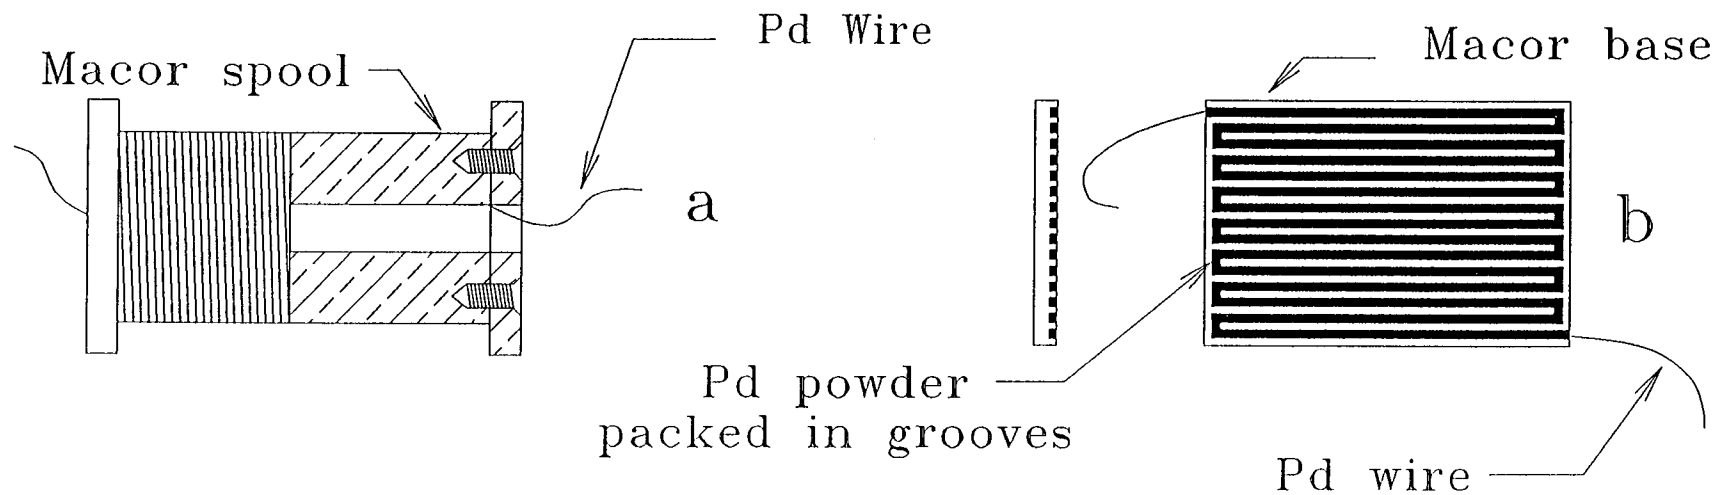 Pd Wire
Macor spool
a
Macor base
b
Pd powder
packed in grooves
Pd wire